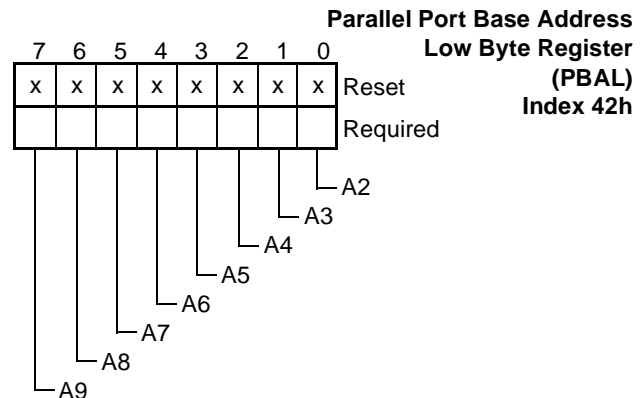 Parallel Port Base Address
Low Byte Register
(PBAL)
Index 42h
7 6 5 4 3 2 1 0
x x x x x x x x Reset
Required
A2
A3
A4
A5
A6
A7
A8
A9